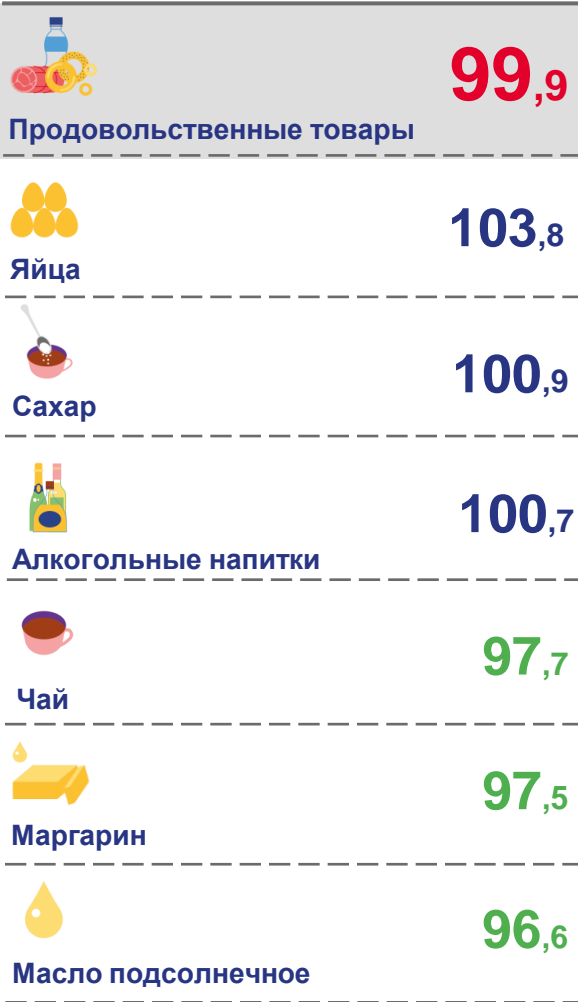 99,9
Продовольственные товары
103,8
Яйца
100,9
Сахар
100,7
Алкогольные напитки
97,7
Чай
97,5
Маргарин
96,6
Масло подсолнечное